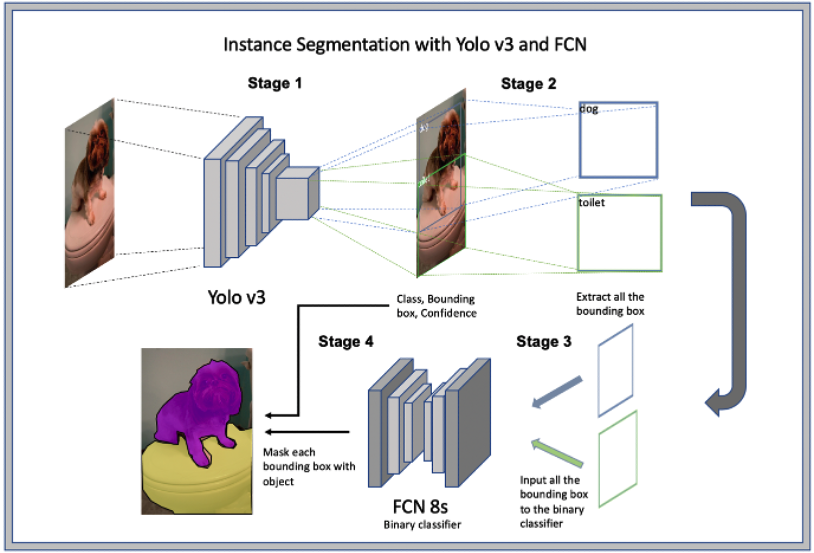 Instance Segmentation with Yolo v3 and FCN
Stage 1
Stage 2
dog
toilet
Yolo v3
Class, Bounding
box, Confidence
Extract all the
bounding box
Stage 4
Stage 3
Mask each
bounding box with
object
FCN 8s
Binary classifier
Input all the
bounding box
to the binary
classifier